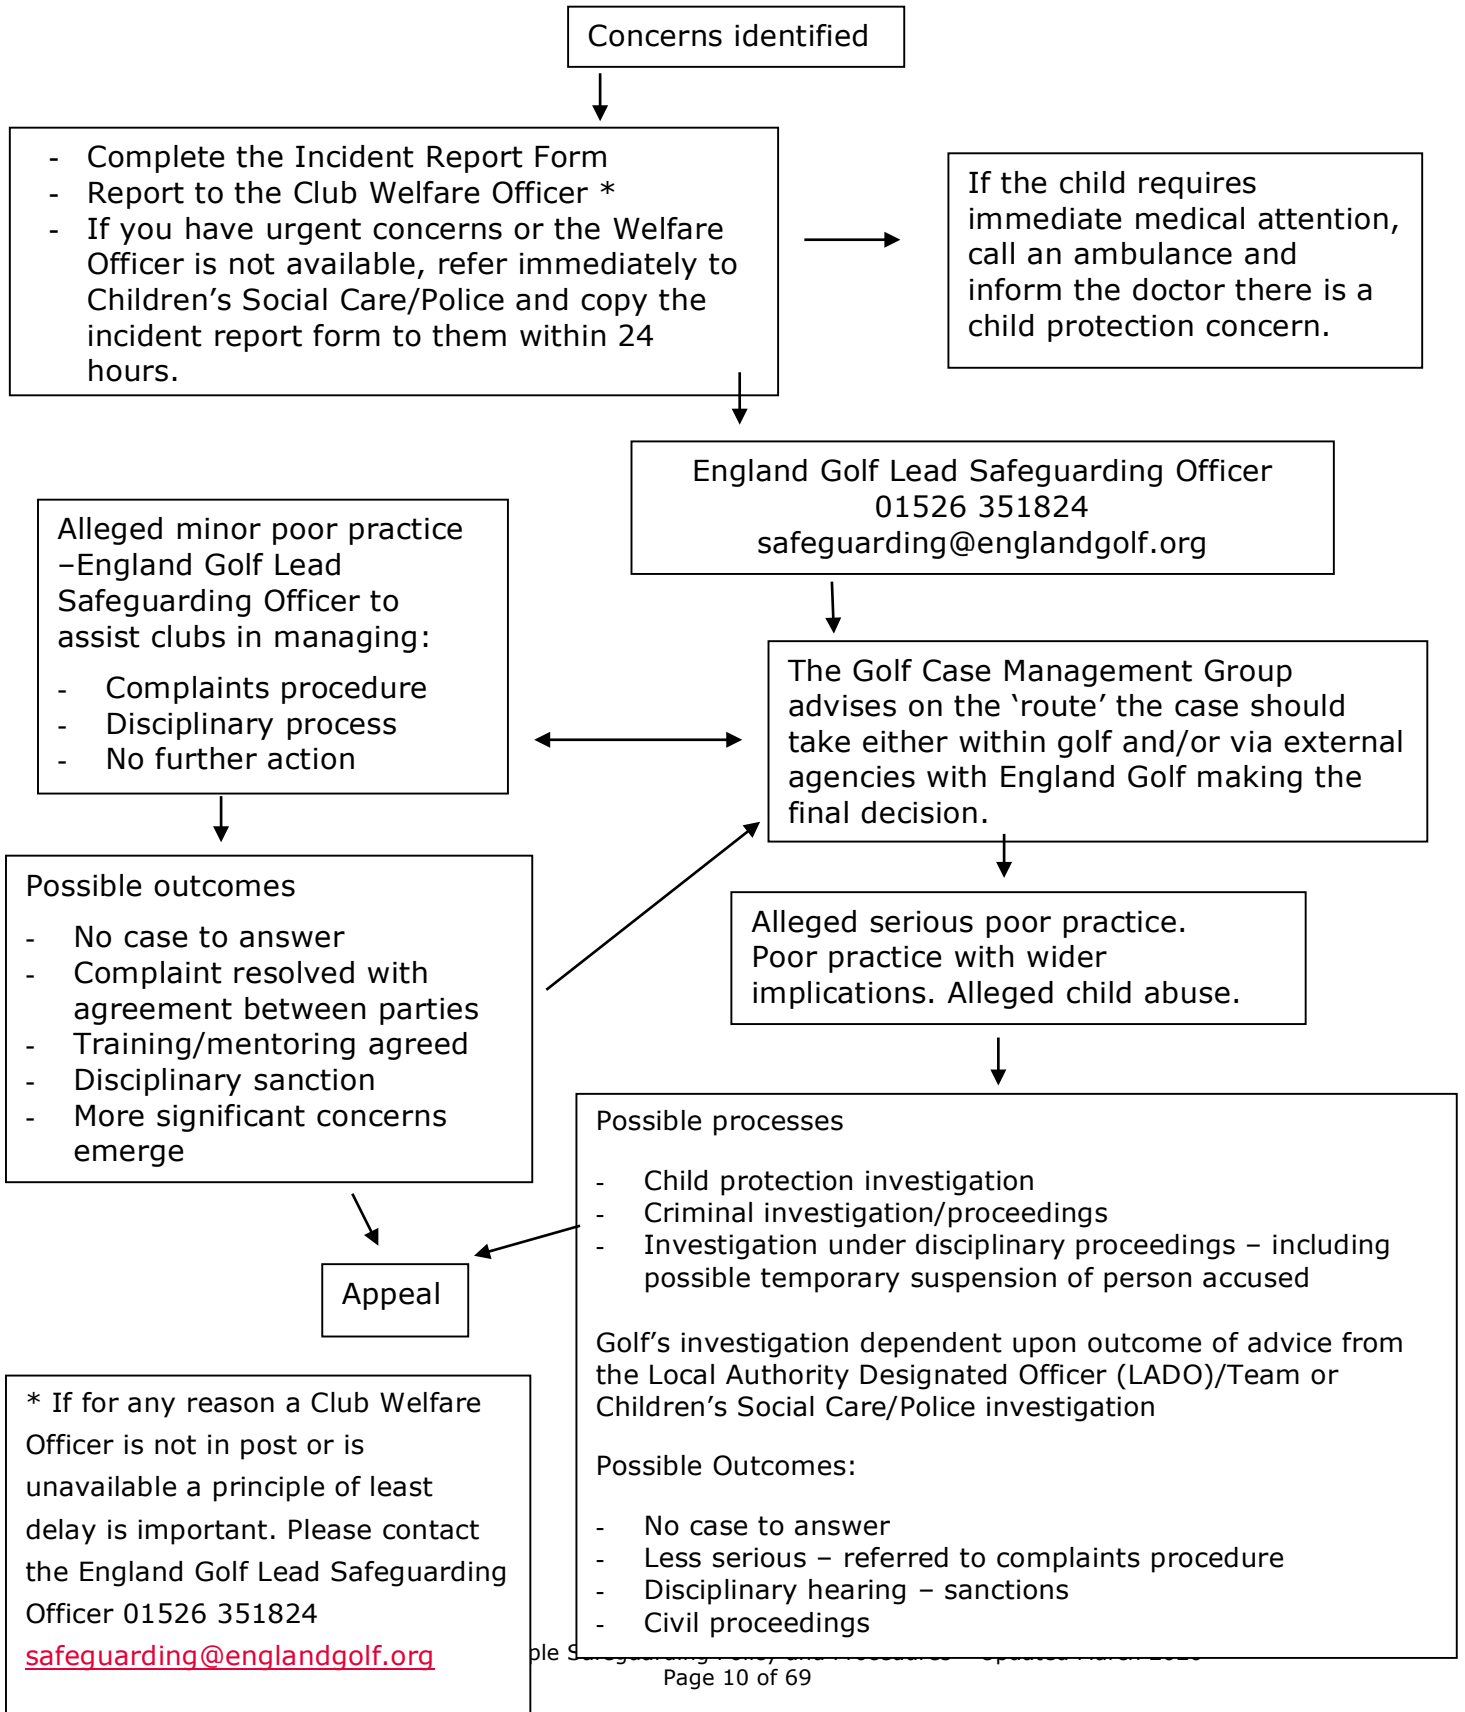 Concerns identified
- Complete the Incident Report Form
- Report to the Club Welfare Officer *
- If you have urgent concerns or the Welfare
Officer is not available, refer immediately to
Children’s Social Care/Police and copy the
incident report form to them within 24
hours.
If the child requires
immediate medical attention,
call an ambulance and
inform the doctor there is a
child protection concern.
England Golf Lead Safeguarding Officer
01526 351824
safeguarding@englandgolf.org
Alleged minor poor practice
–England Golf Lead
Safeguarding Officer to
assist clubs in managing:
- Complaints procedure
- Disciplinary process
- No further action
The Golf Case Management Group
advises on the ‘route’ the case should
take either within golf and/or via external
agencies with England Golf making the
final decision.
Possible outcomes
- No case to answer
- Complaint resolved with
agreement between parties
- Training/mentoring agreed
- Disciplinary sanction
- More significant concerns
emerge
Alleged serious poor practice.
Poor practice with wider
implications. Alleged child abuse.
Possible processes
- Child protection investigation
- Criminal investigation/proceedings
- Investigation under disciplinary proceedings – including
possible temporary suspension of person accused
Golf’s investigation dependent upon outcome of advice from
the Local Authority Designated Officer (LADO)/Team or
Children’s Social Care/Police investigation
Possible Outcomes:
- No case to answer
- Less serious – referred to complaints procedure
- Disciplinary hearing – sanctions
- Civil proceedings
Appeal
* If for any reason a Club Welfare
Officer is not in post or is
unavailable a principle of least
delay is important. Please contact
the England Golf Lead Safeguarding
Officer 01526 351824
safeguarding@englandgolf.org
Page 10 of 69